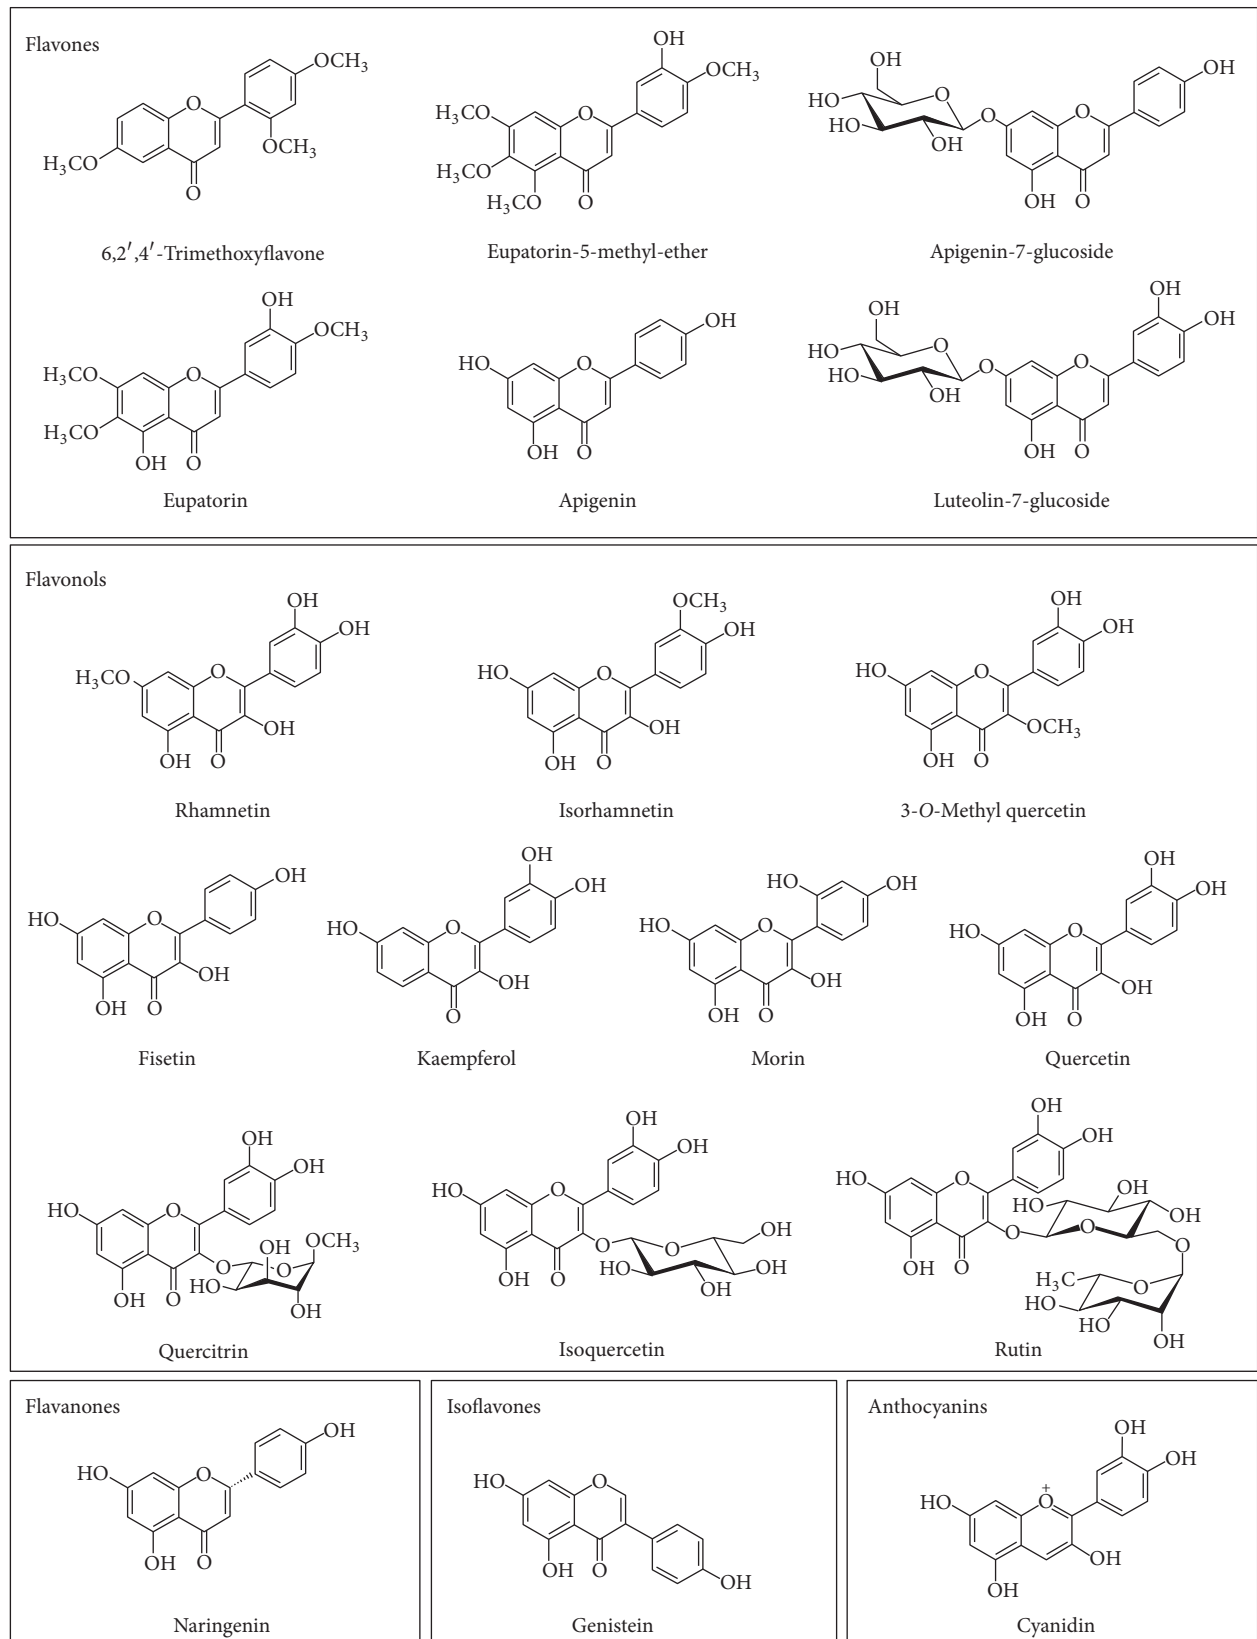 Flavones
OCH₃
O
H₃CO
OCH₃
O
6,2′,4′-Trimethoxyflavone
OH
OCH₃
H₃CO
O
H₃CO
H₃CO
O
Eupatorin-5-methyl-ether
OH
OH
HO
O
HO
OH
O
O
OH
O
Apigenin-7-glucoside
OH
OCH₃
H₃CO
O
H₃CO
OH
O
Eupatorin
OH
HO
O
OH
O
Apigenin
OH
OH
OH
HO
O
HO
OH
O
O
OH
O
Luteolin-7-glucoside
Flavonols
OH
OH
H₃CO
O
OH
OH
O
Rhamnetin
OCH₃
OH
HO
O
OH
OH
O
Isorhamnetin
OH
OH
HO
O
OCH₃
OH
O
3-O-Methyl quercetin
OH
HO
O
OH
OH
O
Fisetin
OH
OH
HO
O
OH
O
Kaempferol
HO
OH
HO
O
OH
OH
O
Morin
OH
OH
HO
O
OH
OH
O
Quercetin
OH
OH
HO
O
O
OH
O
O
CH₃
HO
OH
OH
O
Quercitrin
OH
OH
HO
O
O
O
OH
HO
OH
OH
OH
O
Isoquercetin
OH
OH
HO
O
OH
HO
OH
O
O
O
OH
O
H₃C
O
HO
HO
OH
Rutin
Flavanones
OH
HO
O
OH
O
Naringenin
Isoflavones
HO
O
OH
O
OH
Genistein
Anthocyanins
OH
OH
+
HO
O
OH
OH
Cyanidin